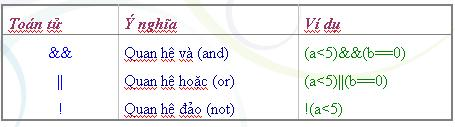 Toán tử Ý nghĩa Ví dụ
&& Quan hệ và (and) (a<5)&&(b==0)
|| Quan hệ hoặc (or) (a<5)||(b==0)
! Quan hệ đảo (not) !(a<5)